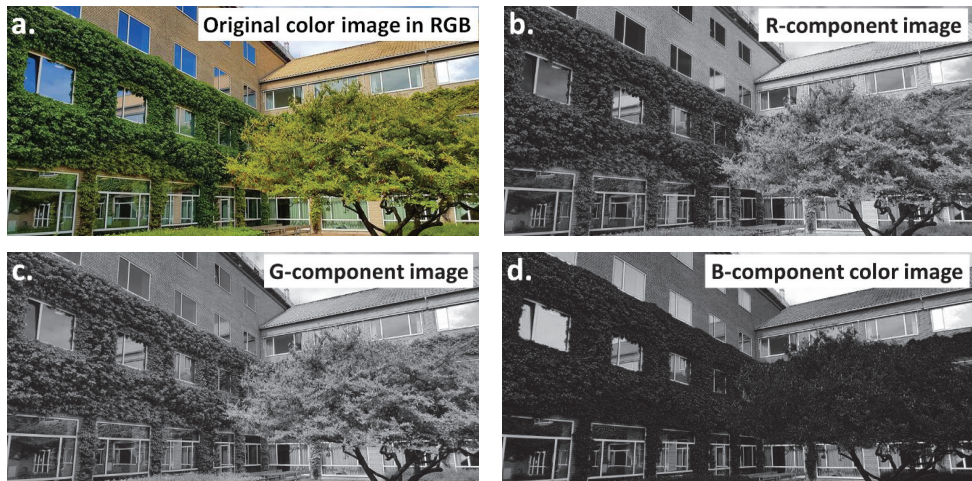 a.
Original color image in RGB
b.
R-component image
c.
G-component image
d.
B-component color image